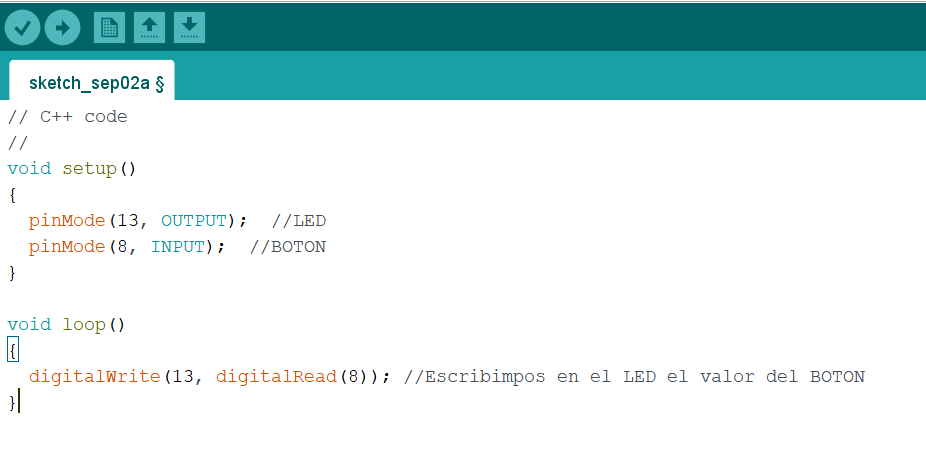 sketch_sep02a §
// C++ code
//
void setup()
{
  pinMode(13, OUTPUT);  //LED
  pinMode(8, INPUT);  //BOTON
}
void loop()
{
  digitalWrite(13, digitalRead(8)); //Escribimpos en el LED el valor del BOTON
}